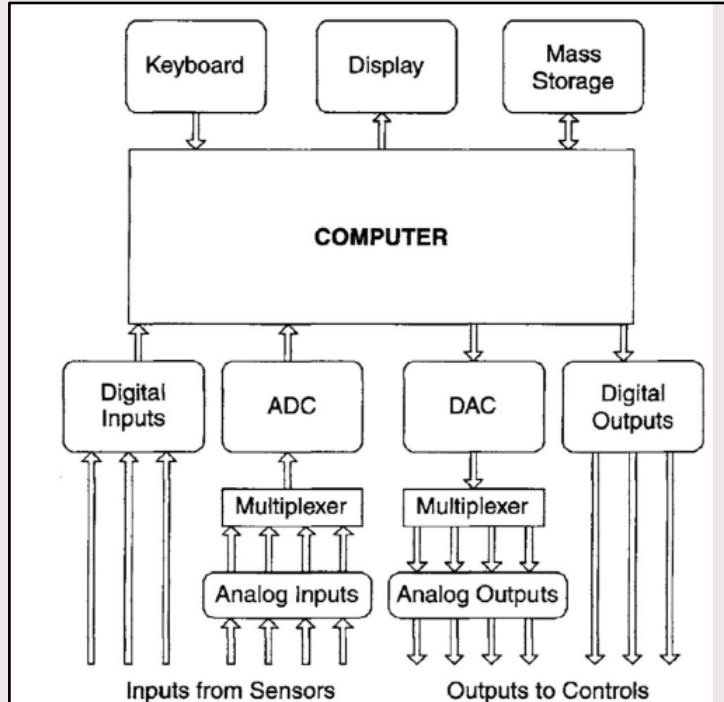 Keyboard
Display
Mass
Storage
COMPUTER
Digital
Inputs
ADC
DAC
Digital
Outputs
Multiplexer
Multiplexer
Analog Inputs
Analog Outputs
Inputs from Sensors
Outputs to Controls